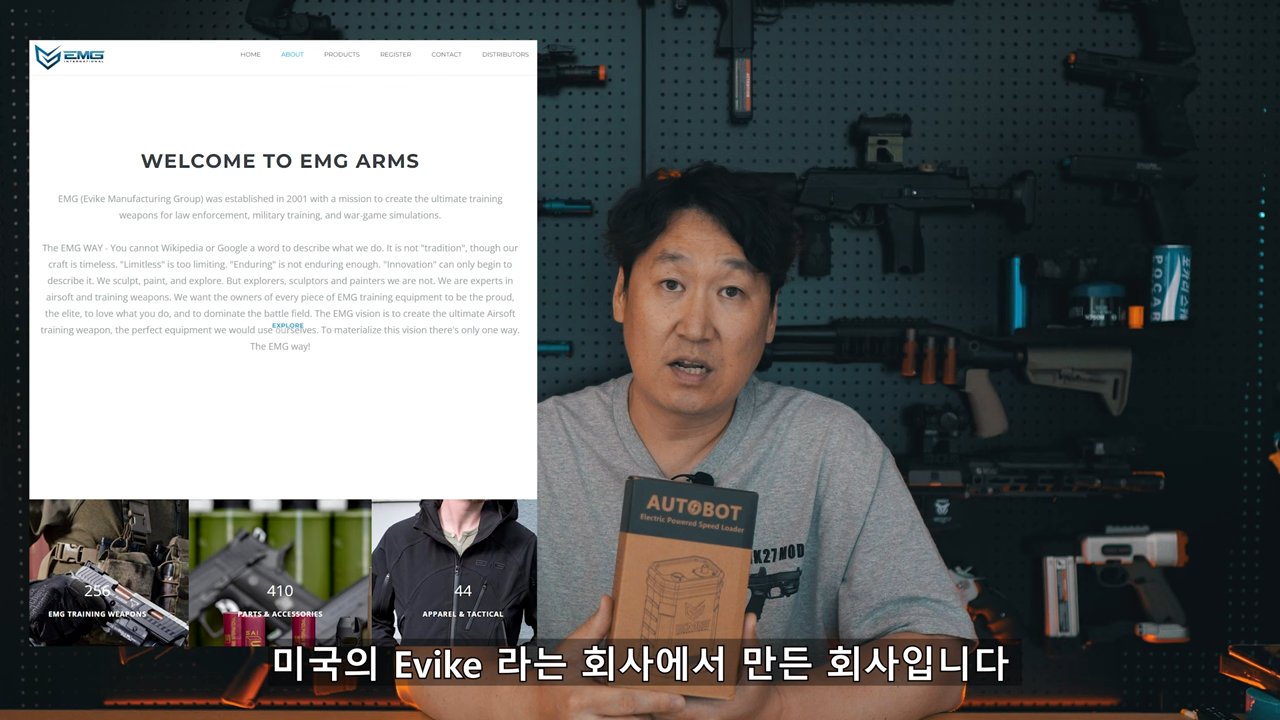 EMG
INTERNATIONAL
HOME ABOUT PRODUCTS REGISTER CONTACT DISTRIBUTORS
WELCOME TO EMG ARMS
EMG (Evike Manufacturing Group) was established in 2001 with a mission to create the ultimate training
weapons for law enforcement, military training, and war-game simulations.
The EMG WAY - You cannot Wikipedia or Google a word to describe what we do. It is not "tradition", though our
craft is timeless. "Limitless" is too limiting. "Enduring" is not enduring enough. "Innovation" can only begin to
describe it. We sculpt, paint, and explore. But explorers, sculptors and painters we are not. We are experts in
airsoft and training weapons. We want the owners of every piece of EMG training equipment to be the proud,
the elite, to love what you do, and to dominate the battle field. The EMG vision is to create the ultimate Airsoft
EXPLORE
training weapon, the perfect equipment we would use ourselves. To materialize this vision there's only one way.
The EMG way!
256
EMG TRAINING WEAPONS
410
PARTS & ACCESSORIES
44
APPAREL & TACTICAL
SAI
포카리스웨트
POCAR
AUTOBOT
Electric Powered Speed Loader
AK27MOD
미국의 Evike 라는 회사에서 만든 회사입니다